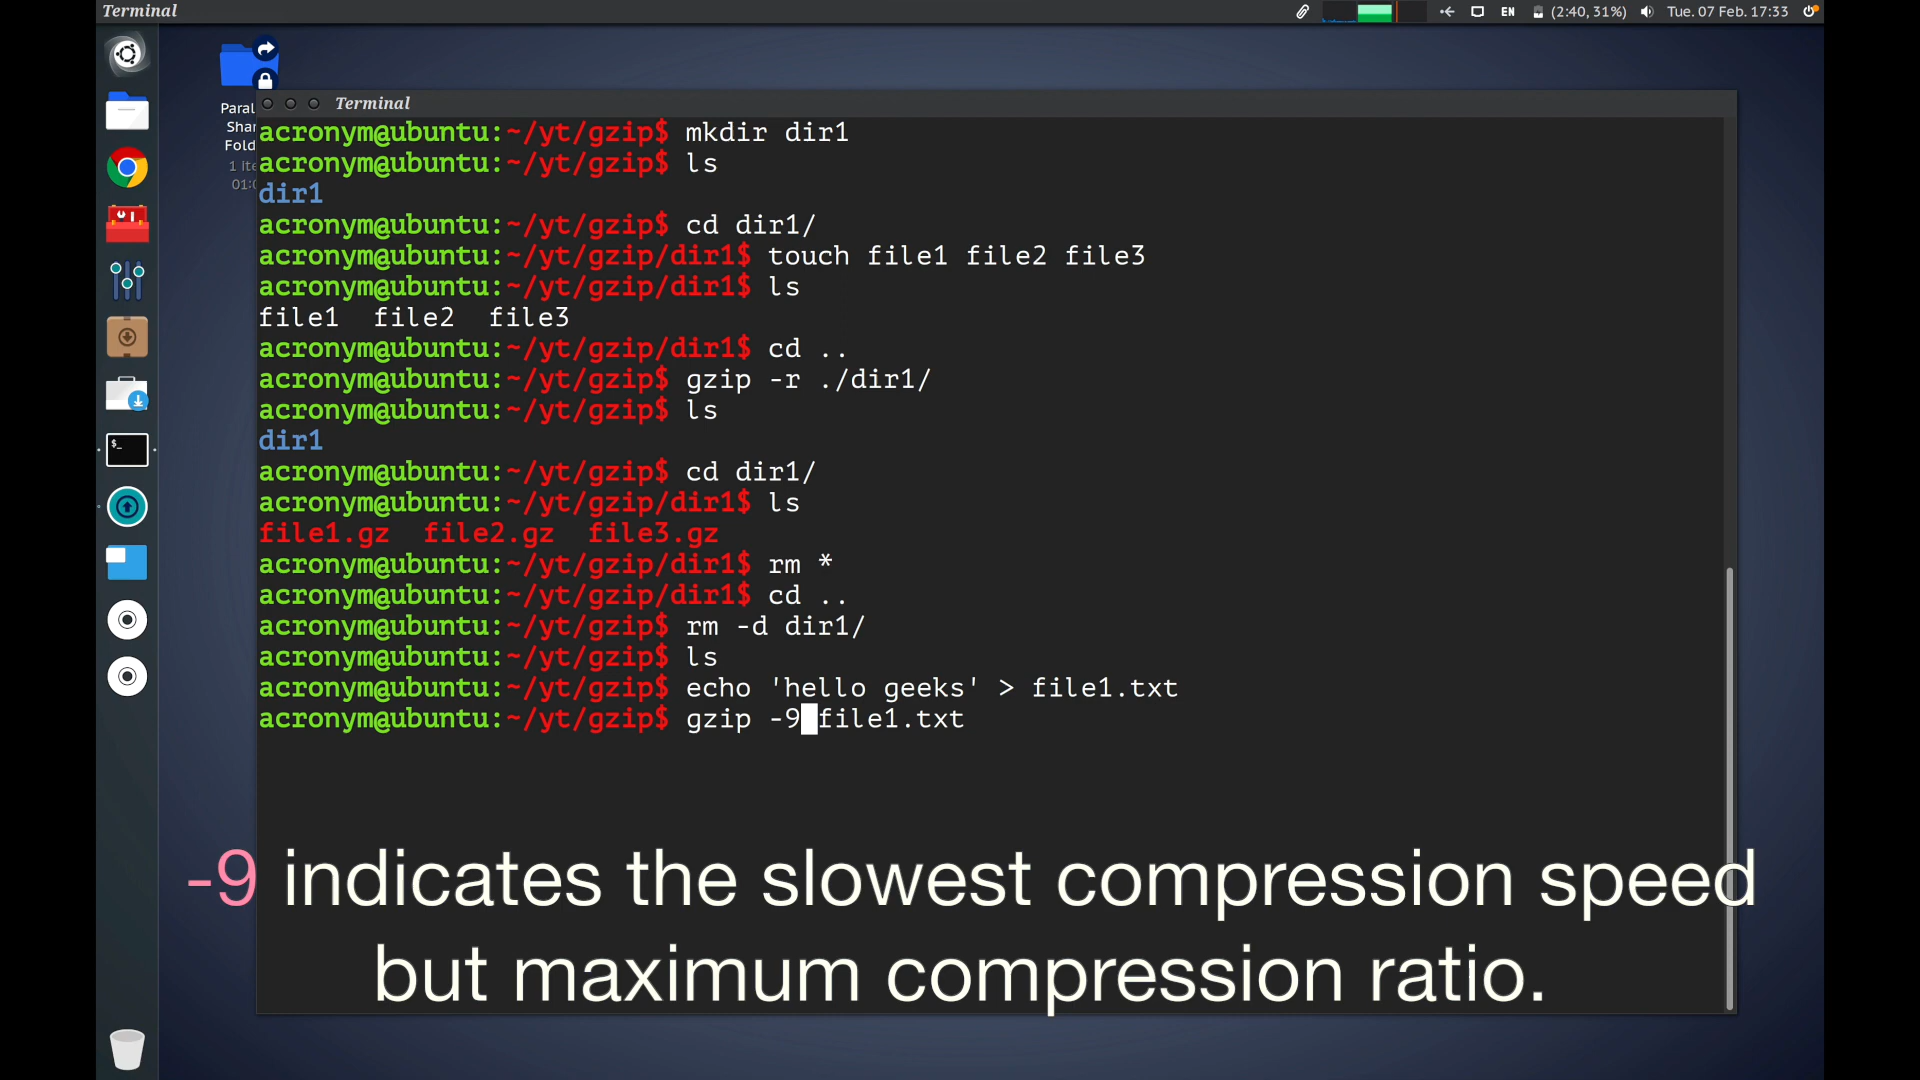 Terminal
EN
(2:40, 31%)
Tue. 07 Feb. 17:33
Terminal
acronym@ubuntu:~/yt/gzip$ mkdir dir1
acronym@ubuntu:~/yt/gzip$ ls
dir1
acronym@ubuntu:~/yt/gzip$ cd dir1/
acronym@ubuntu:~/yt/gzip/dir1$ touch file1 file2 file3
acronym@ubuntu:~/yt/gzip/dir1$ ls
file1 file2 file3
acronym@ubuntu:~/yt/gzip/dir1$ cd ..
acronym@ubuntu:~/yt/gzip$ gzip -r ./dir1/
acronym@ubuntu:~/yt/gzip$ ls
dir1
acronym@ubuntu:~/yt/gzip$ cd dir1/
acronym@ubuntu:~/yt/gzip/dir1$ ls
file1.gz file2.gz file3.gz
acronym@ubuntu:~/yt/gzip/dir1$ rm *
acronym@ubuntu:~/yt/gzip/dir1$ cd ..
acronym@ubuntu:~/yt/gzip$ rm -d dir1/
acronym@ubuntu:~/yt/gzip$ ls
acronym@ubuntu:~/yt/gzip$ echo 'hello geeks' > file1.txt
acronym@ubuntu:~/yt/gzip$ gzip -9 file1.txt
-9 indicates the slowest compression speed
but maximum compression ratio.